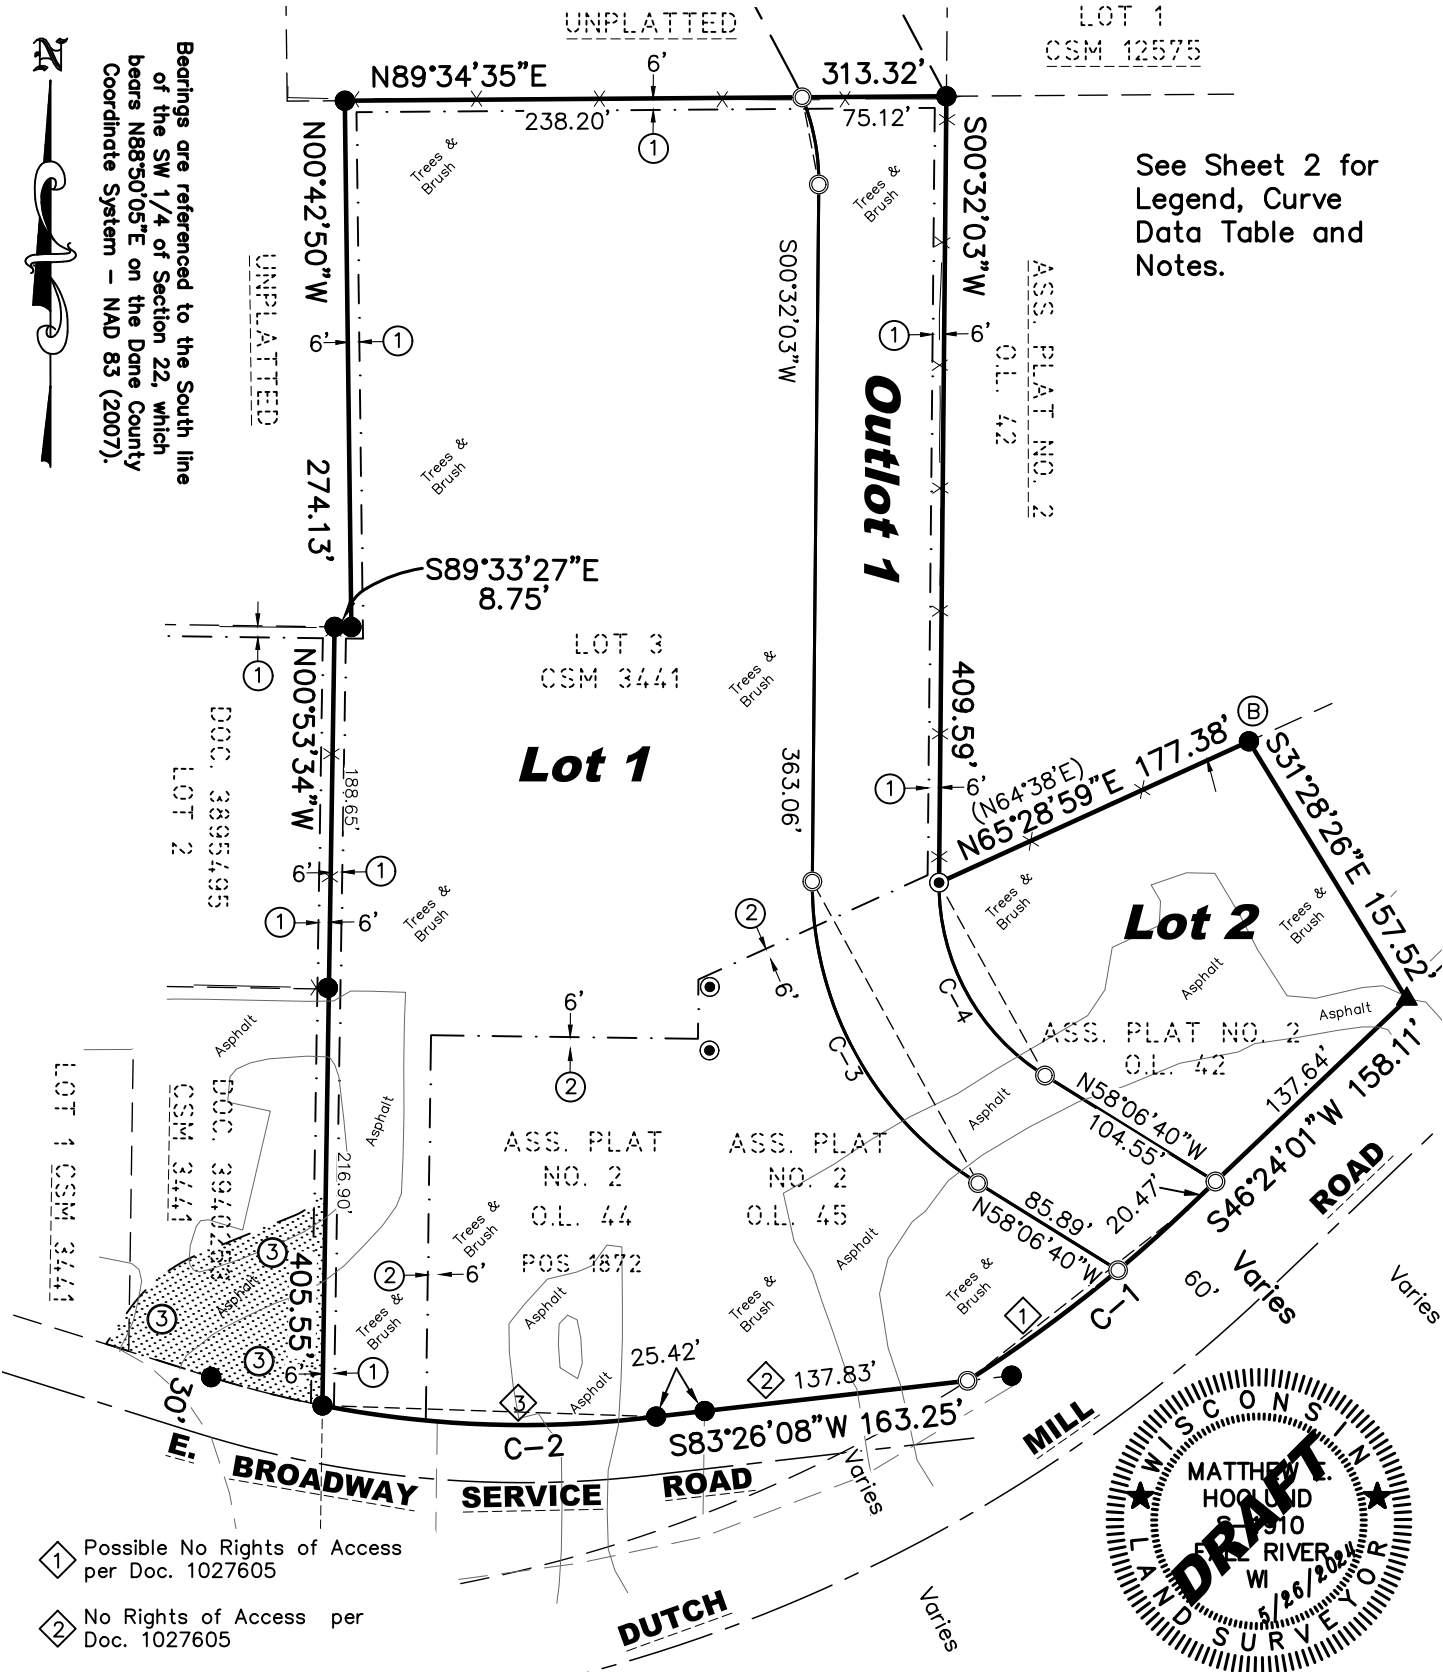 UNPLATTED
LOT 1
CSM 12575
N89°34'35"E
6'
313.32'
238.20'
75.12'
1
N
Bearings are referenced to the South line
of the SW 1/4 of Section 22, which
bears N88°50'05"E on the Dane County
Coordinate System – NAD 83 (2007).
N00°42'50"W
274.13'
UNPLATTED
Trees &
Brush
Trees &
Brush
S00°32'03"W
See Sheet 2 for
Legend, Curve
Data Table and
Notes.
S00°32'03"W
ASS. PLAT NO. 2
O.L. 42
6'
1
1
6'
Outlot 1
Trees &
Brush
S89°33'27"E
8.75'
1
LOT 3
CSM 3441
Trees &
Brush
N00°53'34"W
188.65'
DOC. 3895495
LOT 2
Lot 1
363.06'
409.59'
1
6'
(N64°38'E)
N65°28'59"E 177.38'
B
S31°28'26"E 157.52'
6'
1
1
6'
Trees &
Brush
2
6'
Trees &
Brush
Lot 2
Trees &
Brush
Asphalt
Asphalt
C-4
C-3
6'
2
ASS. PLAT NO. 2
O.L. 42
Asphalt
LOT 1 CSM 3441
CSM 3441
Asphalt
Asphalt
216.90'
ASS. PLAT
NO. 2
O.L. 44
POS 1872
ASS. PLAT
NO. 2
O.L. 45
Asphalt
N58°06'40"W
104.55'
137.64'
S46°24'01"W 158.11'
20.47'
85.89'
N58°06'40"W
ROAD
Trees &
Brush
Asphalt
3
3
3
Asphalt
405.55'
2
6'
Trees &
Brush
Asphalt
Trees &
Brush
Trees &
Brush
1
C-1
60'
Varies
Varies
6'
1
30'
3
Asphalt
25.42'
2
137.83'
C-2
S83°26'08"W 163.25'
MILL
E.
BROADWAY
SERVICE
ROAD
Varies
DUTCH
Varies
WISCONSIN
MATTHEW E.
WI
DRAFT
5/26/2024
LAND SURVEYOR
1 Possible No Rights of Access
per Doc. 1027605
2 No Rights of Access per
Doc. 1027605